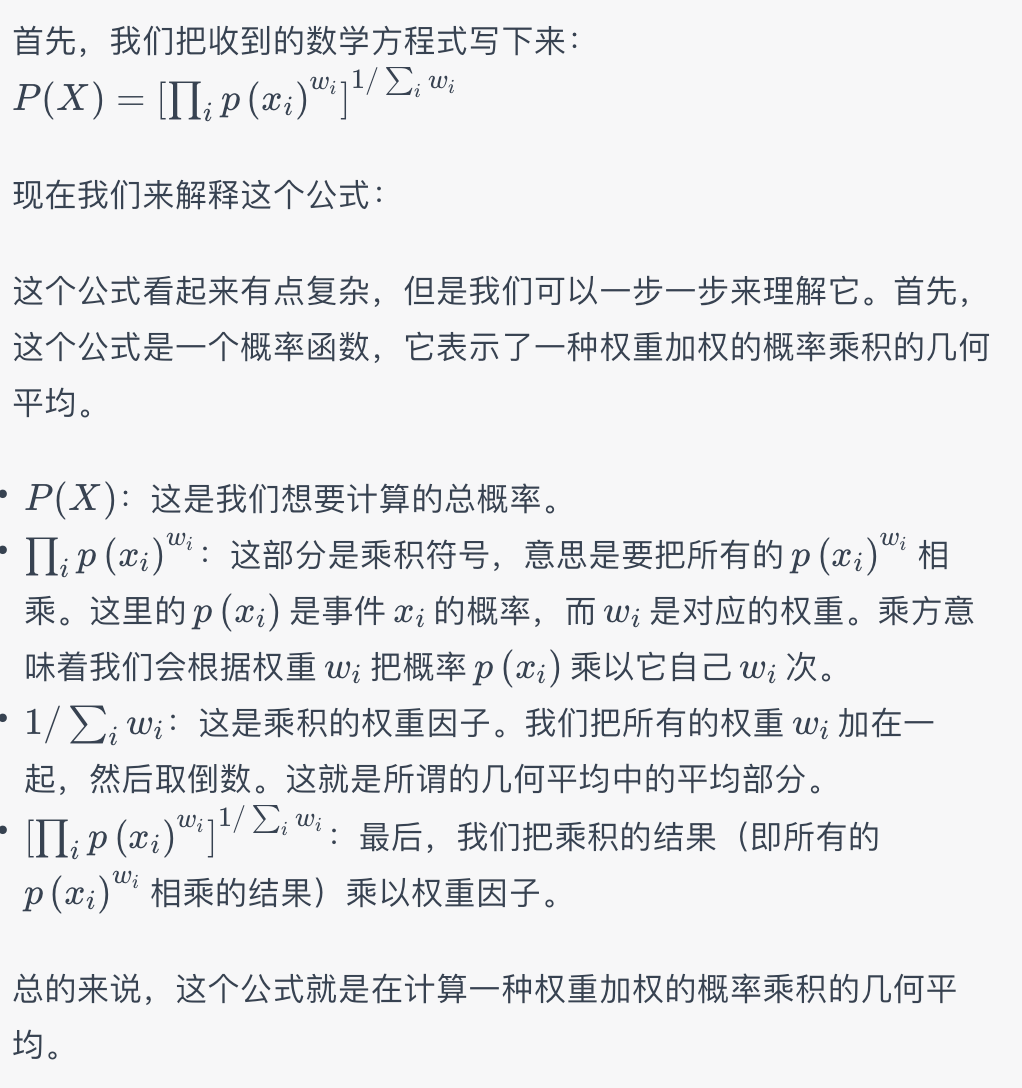 首先，我们把收到的数学方程式写下来：
$P(X) = [\prod_i p(x_i)^{w_i}]^{1/\sum_i w_i}$
现在我们来解释这个公式：
这个公式看起来有点复杂，但是我们可以一步一步来理解它。首先，
这个公式是一个概率函数，它表示了一种权重加权的概率乘积的几何
平均。
• $P(X)$：这是我们想要计算的总概率。
• $\prod_i p(x_i)^{w_i}$：这部分是乘积符号，意思是要把所有的 $p(x_i)^{w_i}$ 相
乘。这里的 $p(x_i)$ 是事件 $x_i$ 的概率，而 $w_i$ 是对应的权重。乘方意
味着我们会根据权重 $w_i$ 把概率 $p(x_i)$ 乘以它自己 $w_i$ 次。
• $1/\sum_i w_i$：这是乘积的权重因子。我们把所有的权重 $w_i$ 加在一
起，然后取倒数。这就是所谓的几何平均中的平均部分。
• $[\prod_i p(x_i)^{w_i}]^{1/\sum_i w_i}$：最后，我们把乘积的结果（即所有的
$p(x_i)^{w_i}$ 相乘的结果）乘以权重因子。
总的来说，这个公式就是在计算一种权重加权的概率乘积的几何平
均。